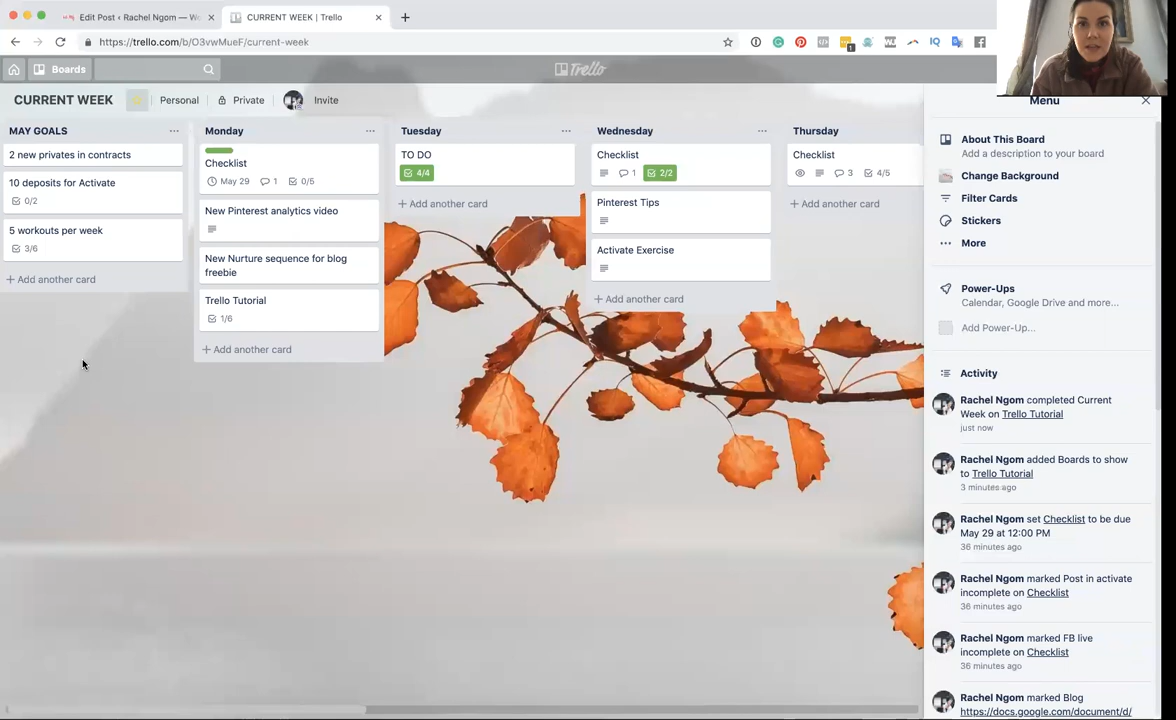 Edit Post ‹ Rachel Ngom — Wo
CURRENT WEEK | Trello
https://trello.com/b/O3vwMueF/current-week
1
IQ
Boards
Trello
CURRENT WEEK
Personal
Private
Invite
MAY GOALS
2 new privates in contracts
10 deposits for Activate
0/2
5 workouts per week
3/6
+ Add another card
Monday
Checklist
May 29
1
0/5
New Pinterest analytics video
New Nurture sequence for blog
freebie
Trello Tutorial
1/6
+ Add another card
Tuesday
TO DO
4/4
+ Add another card
Wednesday
Checklist
1
2/2
Pinterest Tips
Activate Exercise
+ Add another card
Thursday
Checklist
3
4/5
+ Add another card
Menu
About This Board
Add a description to your board
Change Background
Filter Cards
Stickers
More
Power-Ups
Calendar, Google Drive and more...
Add Power-Up...
Activity
Rachel Ngom completed Current
Week on Trello Tutorial
just now
Rachel Ngom added Boards to show
to Trello Tutorial
3 minutes ago
Rachel Ngom set Checklist to be due
May 29 at 12:00 PM
36 minutes ago
Rachel Ngom marked Post in activate
incomplete on Checklist
36 minutes ago
Rachel Ngom marked FB live
incomplete on Checklist
36 minutes ago
Rachel Ngom marked Blog
https://docs.google.com/document/d/